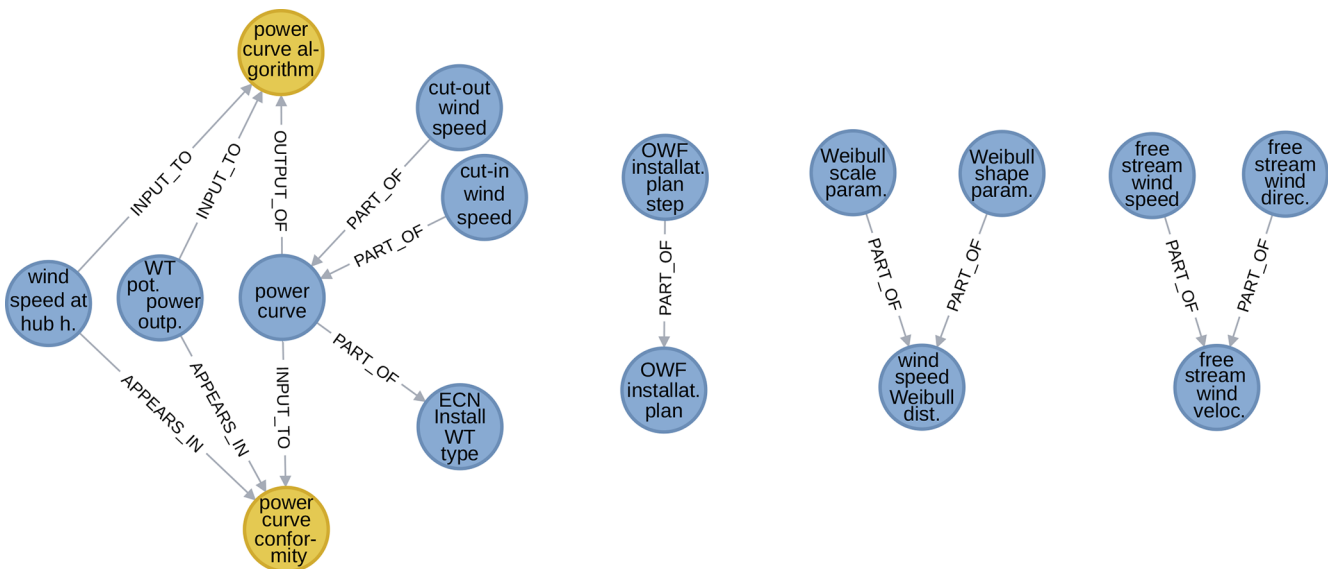 power
curve al-
gorithm
cut-out
wind
speed
cut-in
wind
speed
INPUT_TO
INPUT_TO
OUTPUT_OF
PART_OF
PART_OF
wind
speed at
hub h.
WT
pot.
power
outp.
power
curve
APPEARS_IN
APPEARS_IN
INPUT_TO
PART_OF
ECN
Install
WT
type
power
curve
confor-
mity
OWF
installat.
plan
step
PART_OF
OWF
installat.
plan
Weibull
scale
param.
Weibull
shape
param.
PART_OF
PART_OF
wind
speed
Weibull
dist.
free
stream
wind
speed
free
stream
wind
direc.
PART_OF
PART_OF
free
stream
wind
veloc.